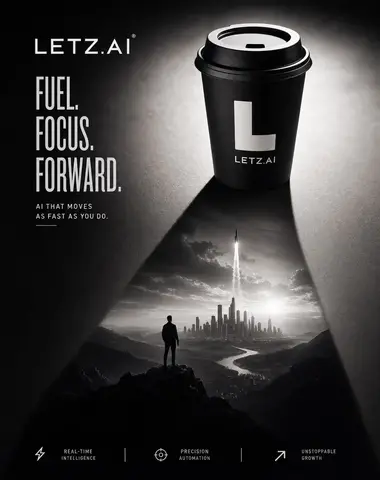 LETZ.AI®
FUEL.
FOCUS.
FORWARD.
AI THAT MOVES
AS FAST AS YOU DO.
L
LETZ.AI
REAL-TIME
INTELLIGENCE
PRECISION
AUTOMATION
UNSTOPPABLE
GROWTH